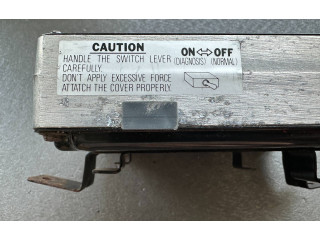 CAUTION
HANDLE THE SWITCH LEVER
CAREFULLY.
DON'T APPLY EXCESSIVE FORCE
ATTATCH THE COVER PROPERLY.
ON⇔OFF
(DIAGNOSIS) (NORMAL)